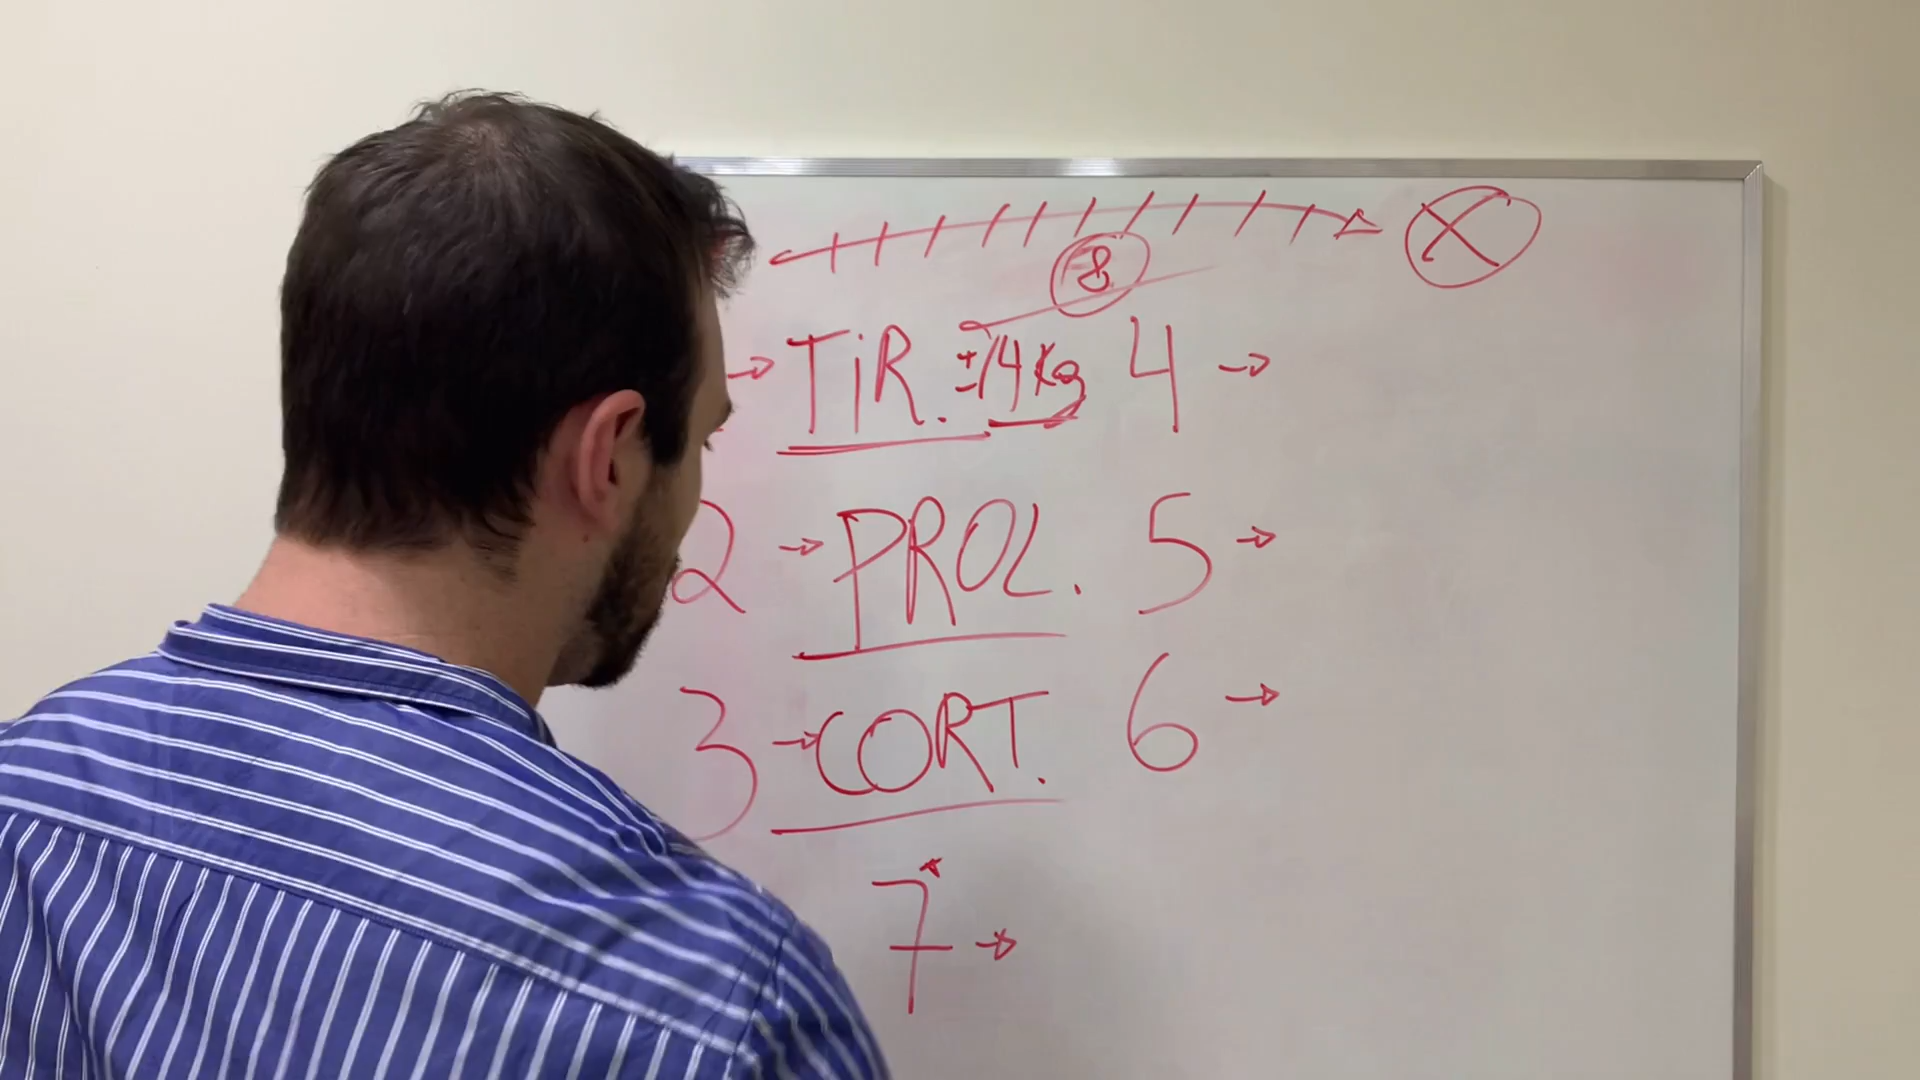 X
8
→ TiR. ±14Kg 4 →
2 → PROL. 5 →
3 → CORT. 6 →
7 →